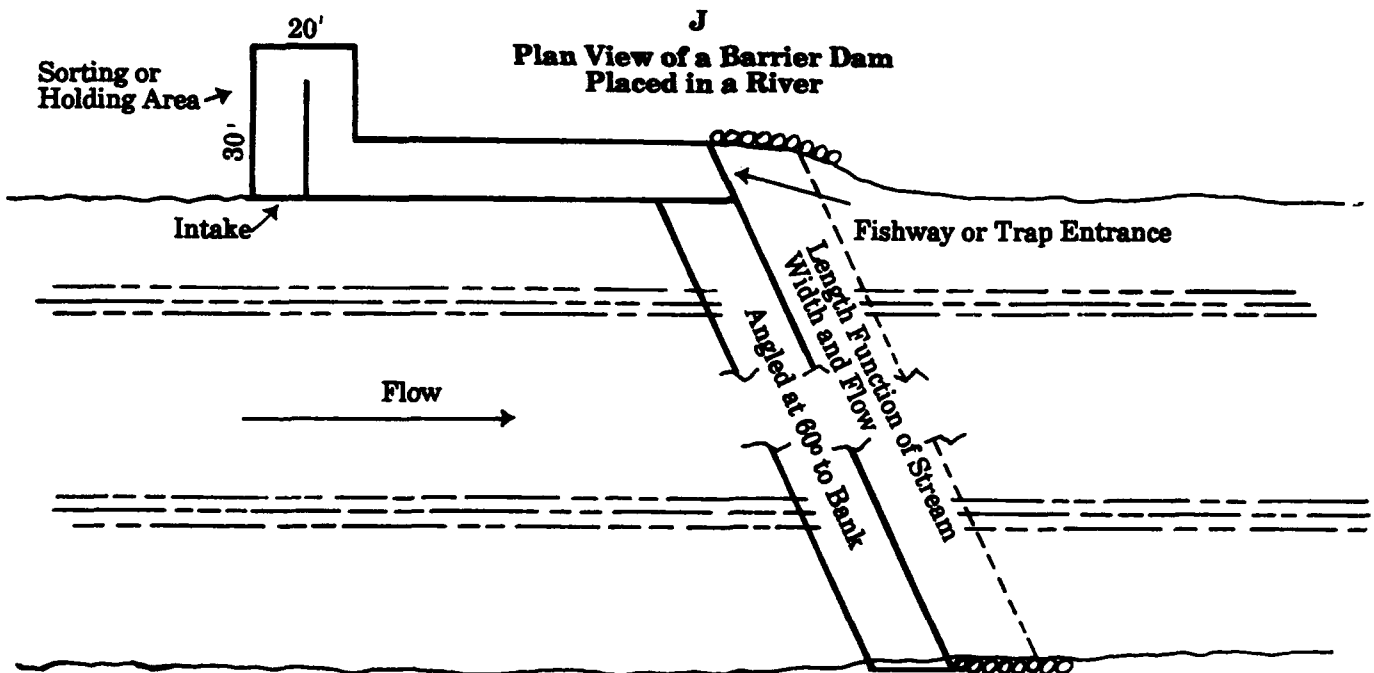 J
Plan View of a Barrier Dam
Placed in a River
20'
Sorting or
Holding Area
30'
Intake
Fishway or Trap Entrance
Length Function of Stream
Width and Flow
Angled at 60º to Bank
Flow